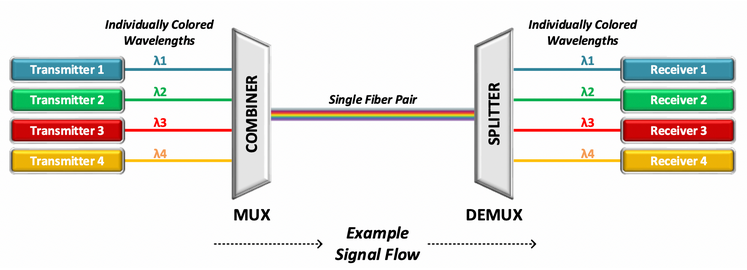 Individually Colored
Wavelengths
Individually Colored
Wavelengths
Transmitter 1
λ1
λ1
Receiver 1
Transmitter 2
λ2
λ2
Receiver 2
Transmitter 3
λ3
λ3
Receiver 3
Transmitter 4
λ4
λ4
Receiver 4
COMBINER
Single Fiber Pair
SPLITTER
MUX
DEMUX
Example
Signal Flow